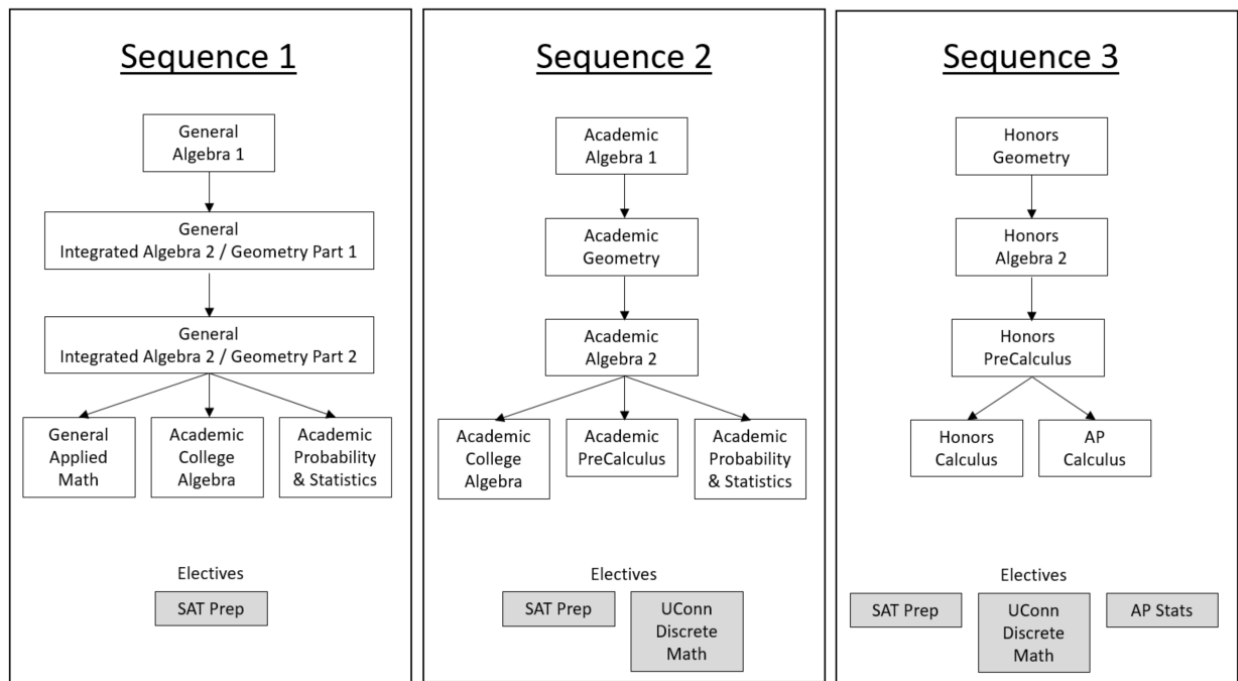 Sequence 1
General
Algebra 1
General
Integrated Algebra 2 / Geometry Part 1
General
Integrated Algebra 2 / Geometry Part 2
General
Applied
Math
Academic
College
Algebra
Academic
Probability
& Statistics
Electives
SAT Prep
Sequence 2
Academic
Algebra 1
Academic
Geometry
Academic
Algebra 2
Academic
College
Algebra
Academic
PreCalculus
Academic
Probability
& Statistics
Electives
SAT Prep
UConn
Discrete
Math
Sequence 3
Honors
Geometry
Honors
Algebra 2
Honors
PreCalculus
Honors
Calculus
AP
Calculus
Electives
SAT Prep
UConn
Discrete
Math
AP Stats